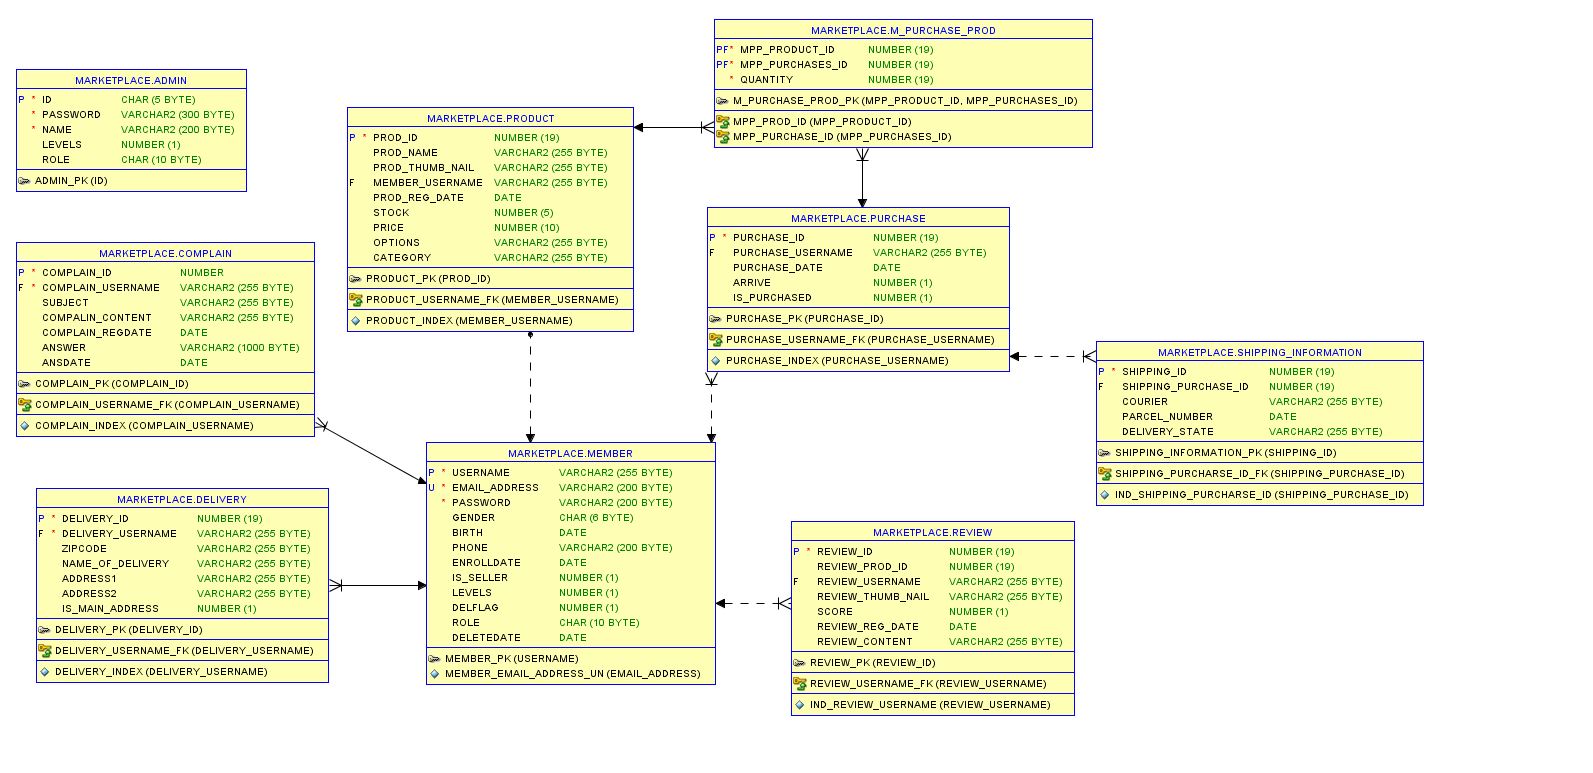 MARKETPLACE.ADMIN
P * ID CHAR (5 BYTE)
* PASSWORD VARCHAR2 (300 BYTE)
* NAME VARCHAR2 (200 BYTE)
LEVELS NUMBER (1)
ROLE CHAR (10 BYTE)
ADMIN_PK (ID)
MARKETPLACE.PRODUCT
P * PROD_ID NUMBER (19)
PROD_NAME VARCHAR2 (255 BYTE)
PROD_THUMB_NAIL VARCHAR2 (255 BYTE)
F MEMBER_USERNAME VARCHAR2 (255 BYTE)
PROD_REG_DATE DATE
STOCK NUMBER (5)
PRICE NUMBER (10)
OPTIONS VARCHAR2 (255 BYTE)
CATEGORY VARCHAR2 (255 BYTE)
PRODUCT_PK (PROD_ID)
PRODUCT_USERNAME_FK (MEMBER_USERNAME)
PRODUCT_INDEX (MEMBER_USERNAME)
MARKETPLACE.M_PURCHASE_PROD
PF* MPP_PRODUCT_ID NUMBER (19)
PF* MPP_PURCHASES_ID NUMBER (19)
* QUANTITY NUMBER (19)
M_PURCHASE_PROD_PK (MPP_PRODUCT_ID, MPP_PURCHASES_ID)
MPP_PROD_ID (MPP_PRODUCT_ID)
MPP_PURCHASE_ID (MPP_PURCHASES_ID)
MARKETPLACE.PURCHASE
P * PURCHASE_ID NUMBER (19)
F PURCHASE_USERNAME VARCHAR2 (255 BYTE)
PURCHASE_DATE DATE
ARRIVE NUMBER (1)
IS_PURCHASED NUMBER (1)
PURCHASE_PK (PURCHASE_ID)
PURCHASE_USERNAME_FK (PURCHASE_USERNAME)
PURCHASE_INDEX (PURCHASE_USERNAME)
MARKETPLACE.COMPLAIN
P * COMPLAIN_ID NUMBER
F * COMPLAIN_USERNAME VARCHAR2 (255 BYTE)
SUBJECT VARCHAR2 (255 BYTE)
COMPALIN_CONTENT VARCHAR2 (255 BYTE)
COMPLAIN_REGDATE DATE
ANSWER VARCHAR2 (1000 BYTE)
ANSDATE DATE
COMPLAIN_PK (COMPLAIN_ID)
COMPLAIN_USERNAME_FK (COMPLAIN_USERNAME)
COMPLAIN_INDEX (COMPLAIN_USERNAME)
MARKETPLACE.SHIPPING_INFORMATION
P * SHIPPING_ID NUMBER (19)
F SHIPPING_PURCHASE_ID NUMBER (19)
COURIER VARCHAR2 (255 BYTE)
PARCEL_NUMBER DATE
DELIVERY_STATE VARCHAR2 (255 BYTE)
SHIPPING_INFORMATION_PK (SHIPPING_ID)
SHIPPING_PURCHARSE_ID_FK (SHIPPING_PURCHASE_ID)
IND_SHIPPING_PURCHARSE_ID (SHIPPING_PURCHASE_ID)
MARKETPLACE.DELIVERY
P * DELIVERY_ID NUMBER (19)
F * DELIVERY_USERNAME VARCHAR2 (255 BYTE)
ZIPCODE VARCHAR2 (255 BYTE)
NAME_OF_DELIVERY VARCHAR2 (255 BYTE)
ADDRESS1 VARCHAR2 (255 BYTE)
ADDRESS2 VARCHAR2 (255 BYTE)
IS_MAIN_ADDRESS NUMBER (1)
DELIVERY_PK (DELIVERY_ID)
DELIVERY_USERNAME_FK (DELIVERY_USERNAME)
DELIVERY_INDEX (DELIVERY_USERNAME)
MARKETPLACE.MEMBER
P * USERNAME VARCHAR2 (255 BYTE)
U * EMAIL_ADDRESS VARCHAR2 (200 BYTE)
* PASSWORD VARCHAR2 (200 BYTE)
GENDER CHAR (6 BYTE)
BIRTH DATE
PHONE VARCHAR2 (200 BYTE)
ENROLLDATE DATE
IS_SELLER NUMBER (1)
LEVELS NUMBER (1)
DELFLAG NUMBER (1)
ROLE CHAR (10 BYTE)
DELETEDATE DATE
MEMBER_PK (USERNAME)
MEMBER_EMAIL_ADDRESS_UN (EMAIL_ADDRESS)
MARKETPLACE.REVIEW
P * REVIEW_ID NUMBER (19)
REVIEW_PROD_ID NUMBER (19)
F REVIEW_USERNAME VARCHAR2 (255 BYTE)
REVIEW_THUMB_NAIL VARCHAR2 (255 BYTE)
SCORE NUMBER (1)
REVIEW_REG_DATE DATE
REVIEW_CONTENT VARCHAR2 (255 BYTE)
REVIEW_PK (REVIEW_ID)
REVIEW_USERNAME_FK (REVIEW_USERNAME)
IND_REVIEW_USERNAME (REVIEW_USERNAME)